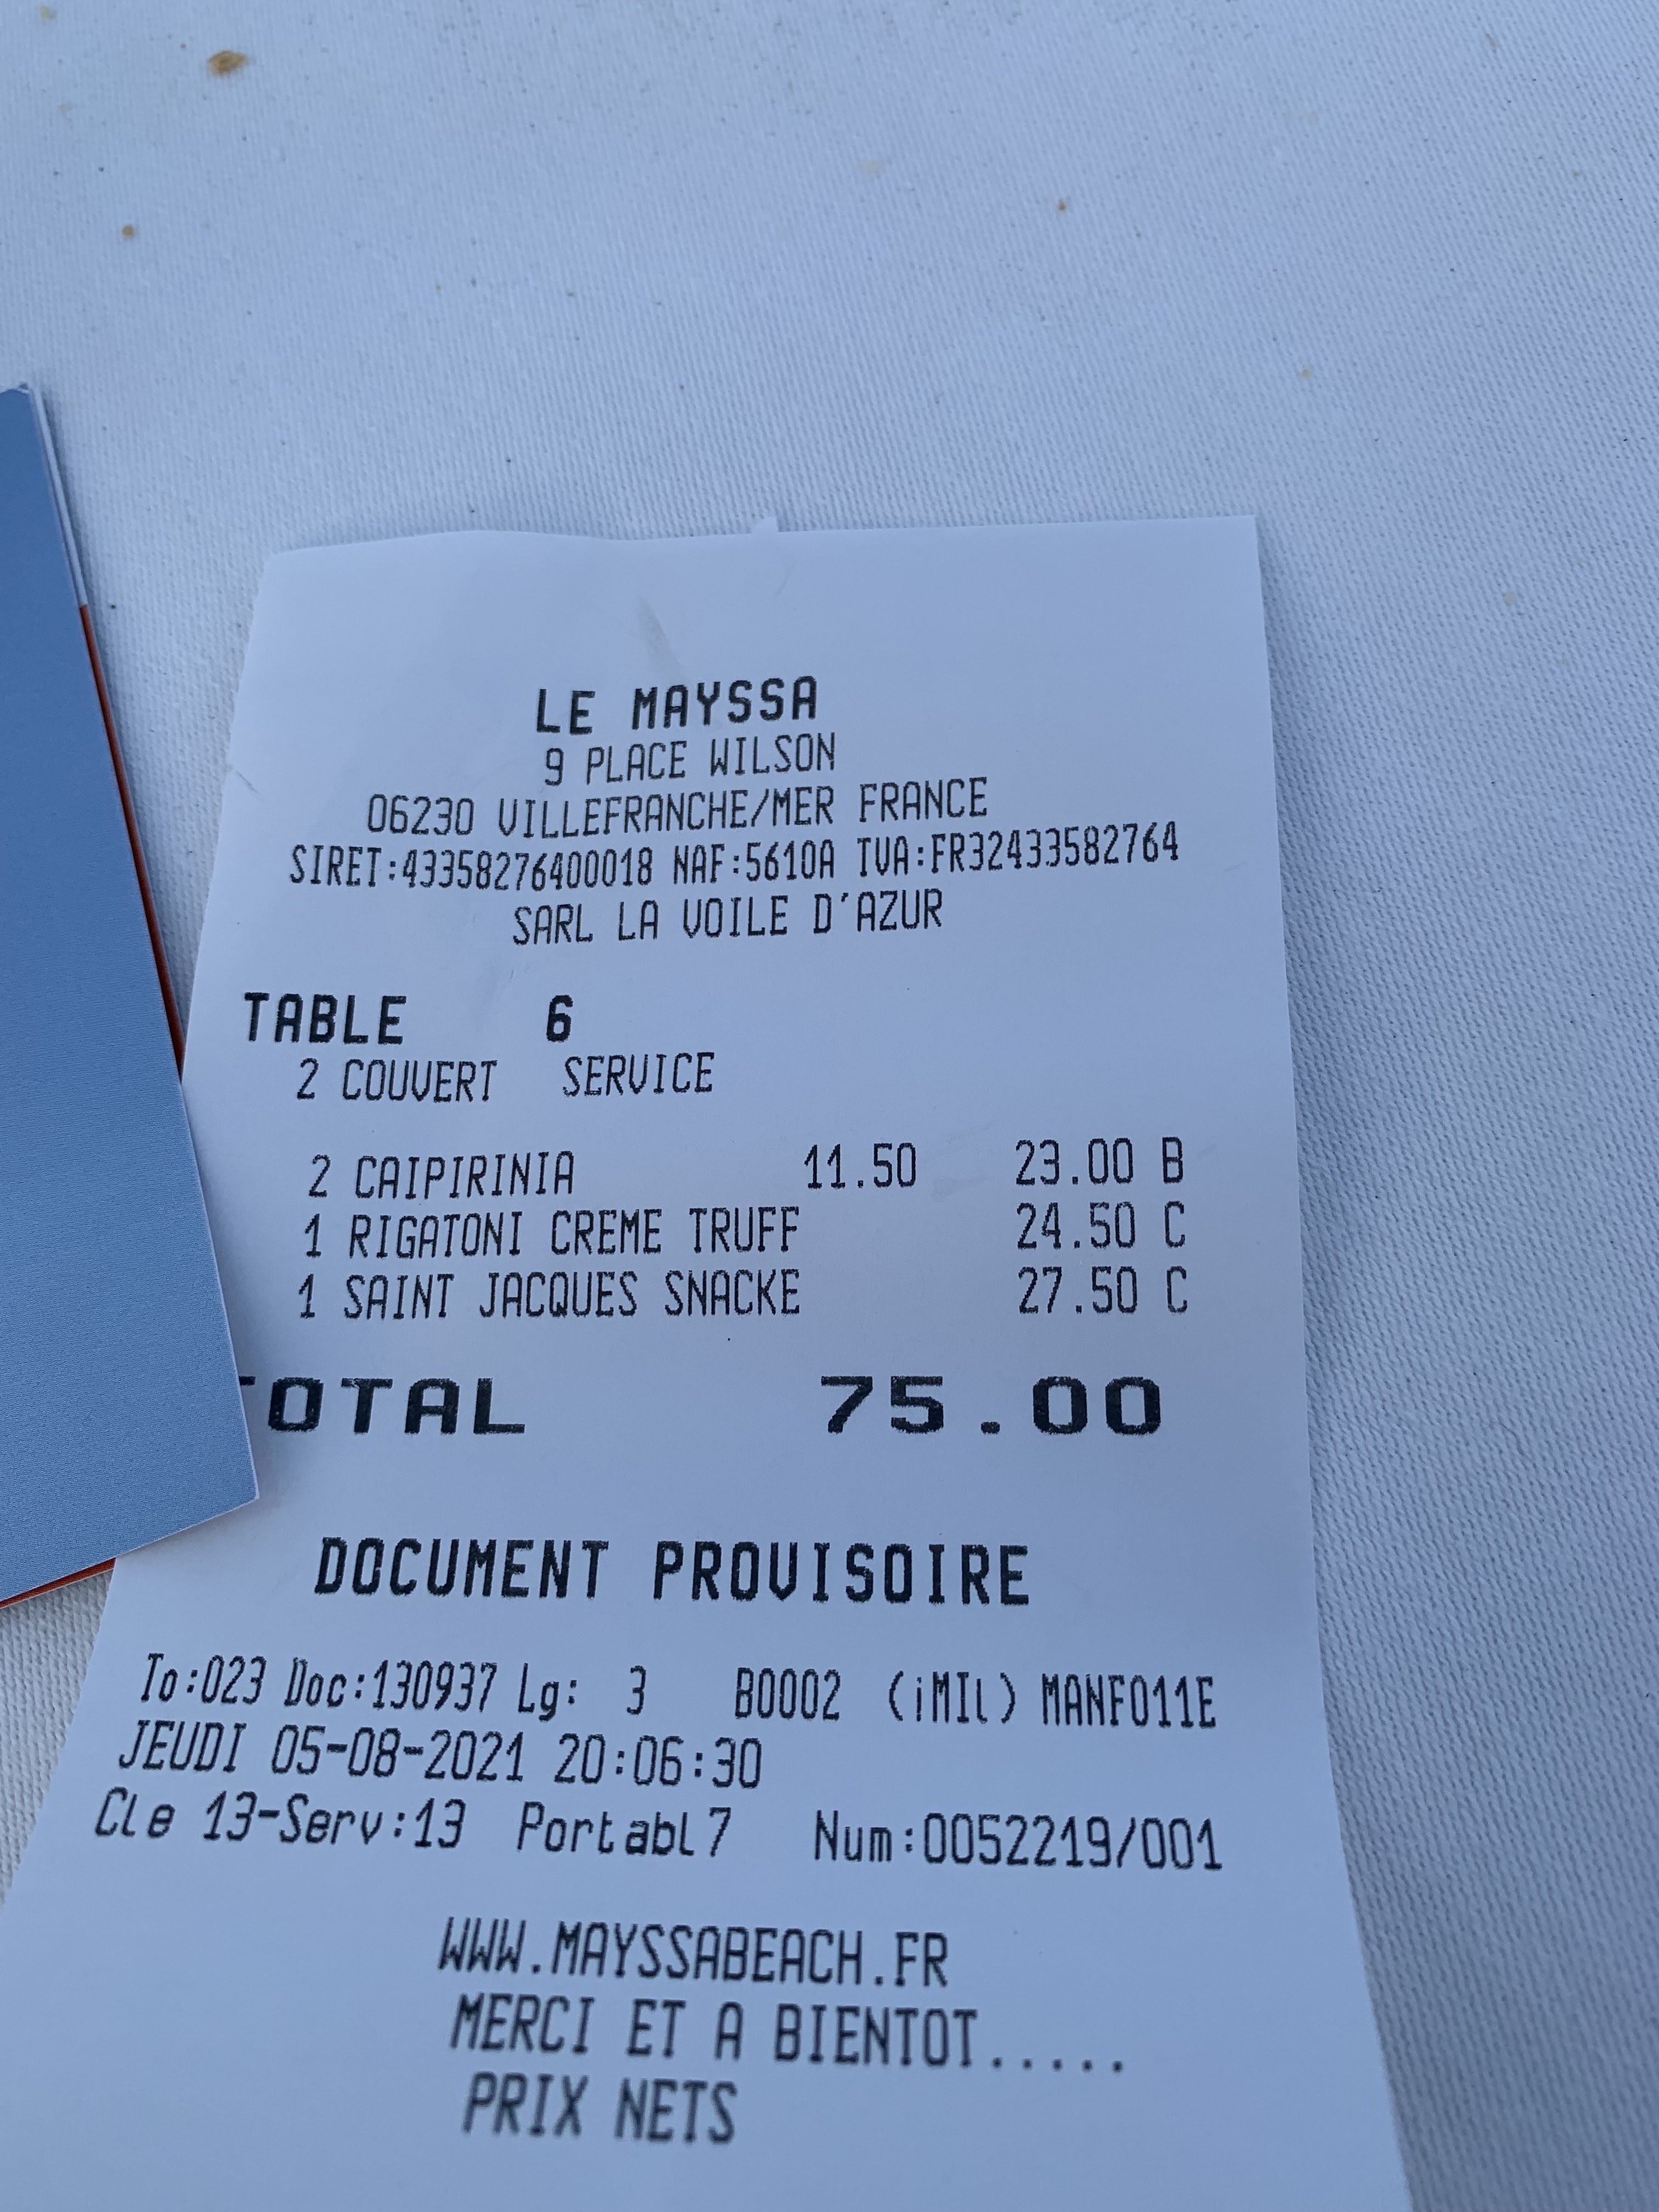 LE MAYSSA
9 PLACE WILSON
06230 VILLEFRANCHE/MER FRANCE
SIRET:43358276400018 NAF:5610A TVA:FR32433582764
SARL LA VOILE D'AZUR
TABLE 6
2 COUVERT SERVICE
2 CAIPIRINIA 11.50 23.00 B
1 RIGATONI CREME TRUFF 24.50 C
1 SAINT JACQUES SNACKE 27.50 C
TOTAL 75.00
DOCUMENT PROVISOIRE
To:023 Doc:130937 Lg: 3 B0002 (iMIl) MANF011E
JEUDI 05-08-2021 20:06:30
Cle 13-Serv:13 Portabl7 Num:0052219/001
WWW.MAYSSABEACH.FR
MERCI ET A BIENTOT.....
PRIX NETS